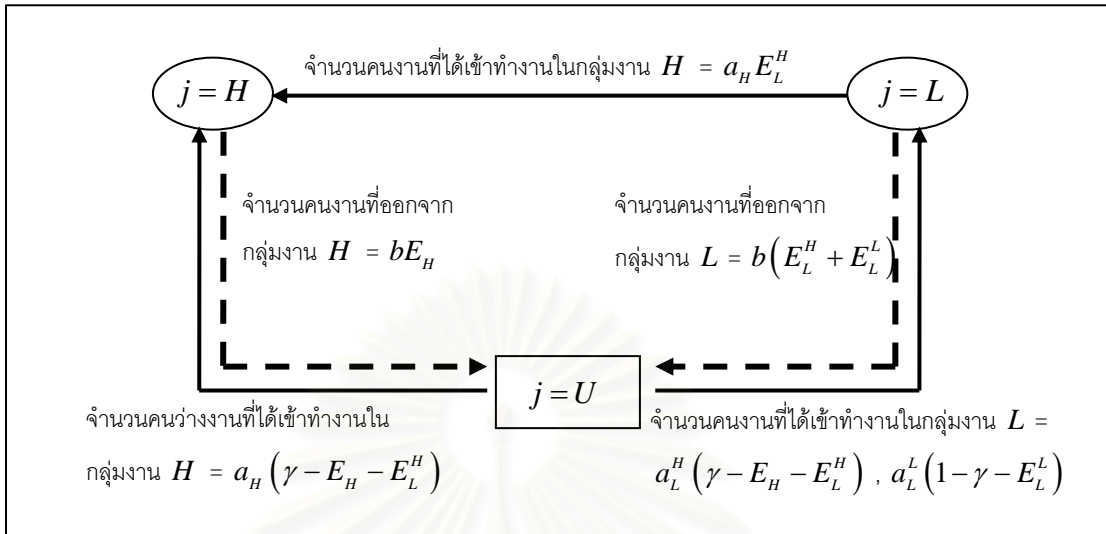 จำนวนคนงานที่ได้เข้าทำงานในกลุ่มงาน H = a_H E_L^H
j = H
j = L
จำนวนคนงานที่ออกจาก
กลุ่มงาน H = bE_H
จำนวนคนงานที่ออกจาก
กลุ่มงาน L = b(E_L^H + E_L^L)
j = U
จำนวนคนว่างงานที่ได้เข้าทำงานใน
กลุ่มงาน H = a_H (γ − E_H − E_L^H)
จำนวนคนงานที่ได้เข้าทำงานในกลุ่มงาน L =
a_L^H (γ − E_H − E_L^H) , a_L^L (1 − γ − E_L^L)